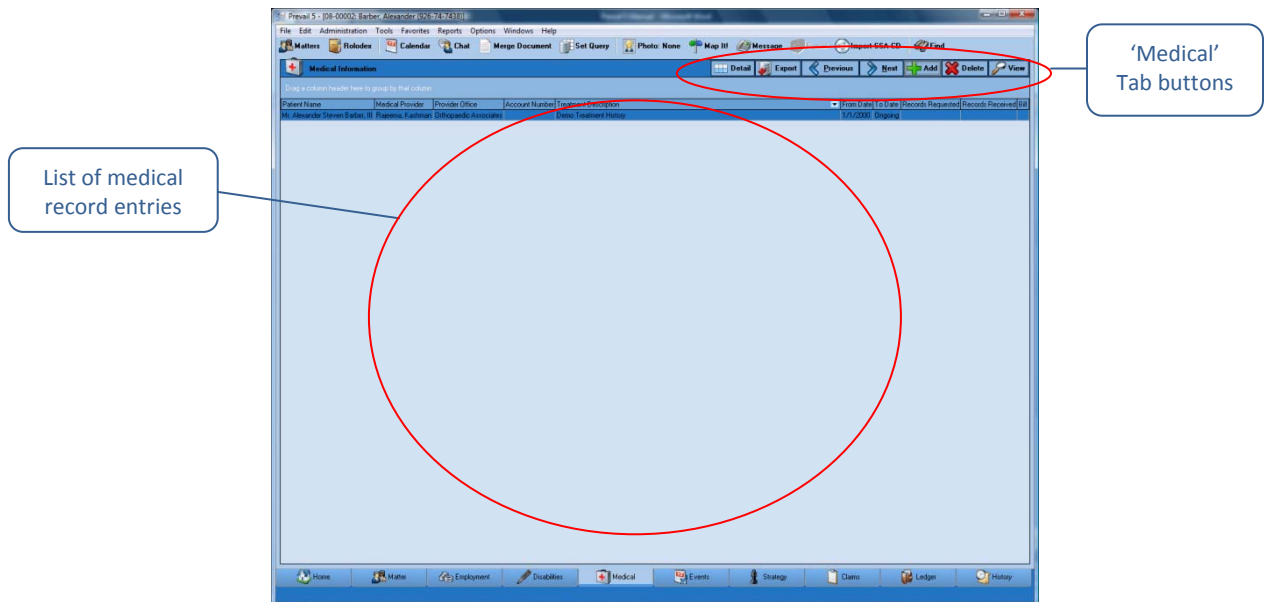 Prevail 5 - [08-00002: Barber, Alexander (926-74-7438)]
File Edit Administration Tools Favorites Reports Options Windows Help
Matters Rolodex Calendar Chat Merge Document Set Query Photo: None Map It! Message Import SSA CD Find
Medical Information Detail Export Previous Next Add Delete View
‘Medical’
Tab buttons
Drag a column header here to group by that column
Patient Name Medical Provider Provider Office Account Number Treatment Description From Date To Date Records Requested Records Received Bill
Mr. Alexander Steven Barber, III Rajeema, Kashmari Orthopaedic Associates Demo Treatment History 1/1/2000 Ongoing
List of medical
record entries
Home Matter Employment Disabilities Medical Events Strategy Claims Ledger History